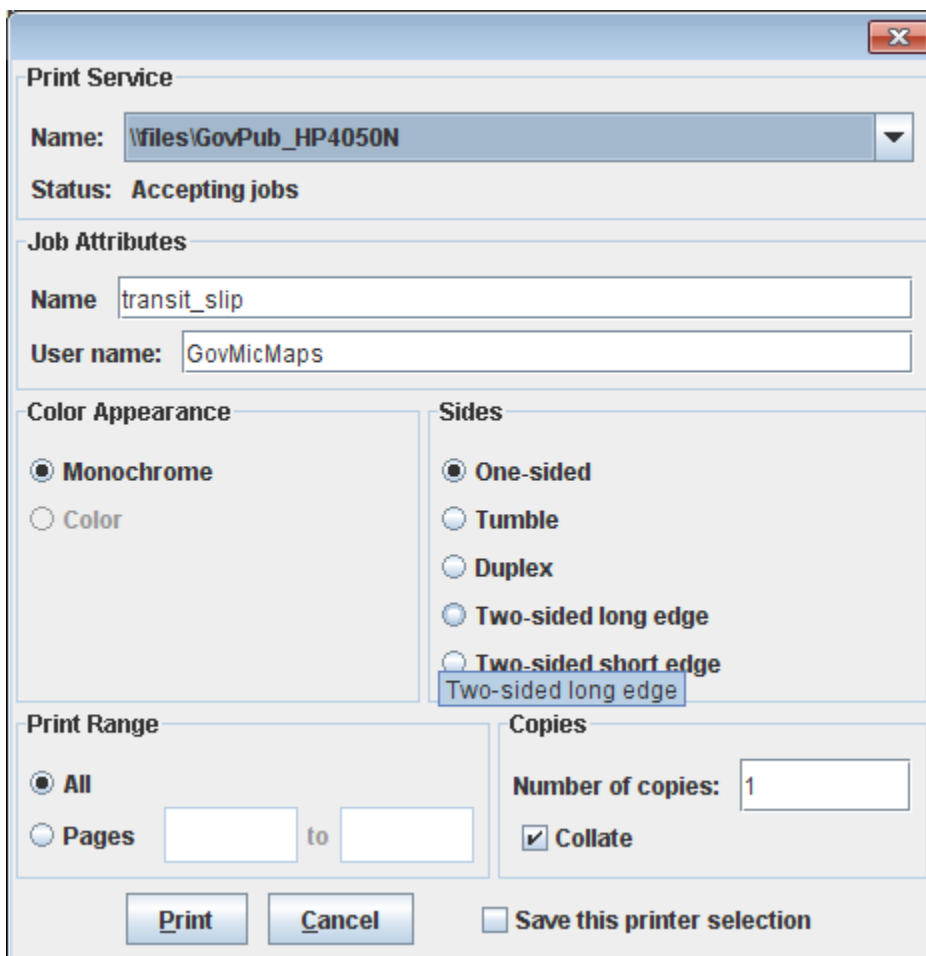 Print Service
Name: \\files\GovPub_HP4050N
Status: Accepting jobs
Job Attributes
Name transit_slip
User name: GovMicMaps
Color Appearance
Monochrome
Color
Sides
One-sided
Tumble
Duplex
Two-sided long edge
Two-sided short edge
Two-sided long edge
Print Range
All
Pages to
Copies
Number of copies: 1
Collate
Print Cancel Save this printer selection